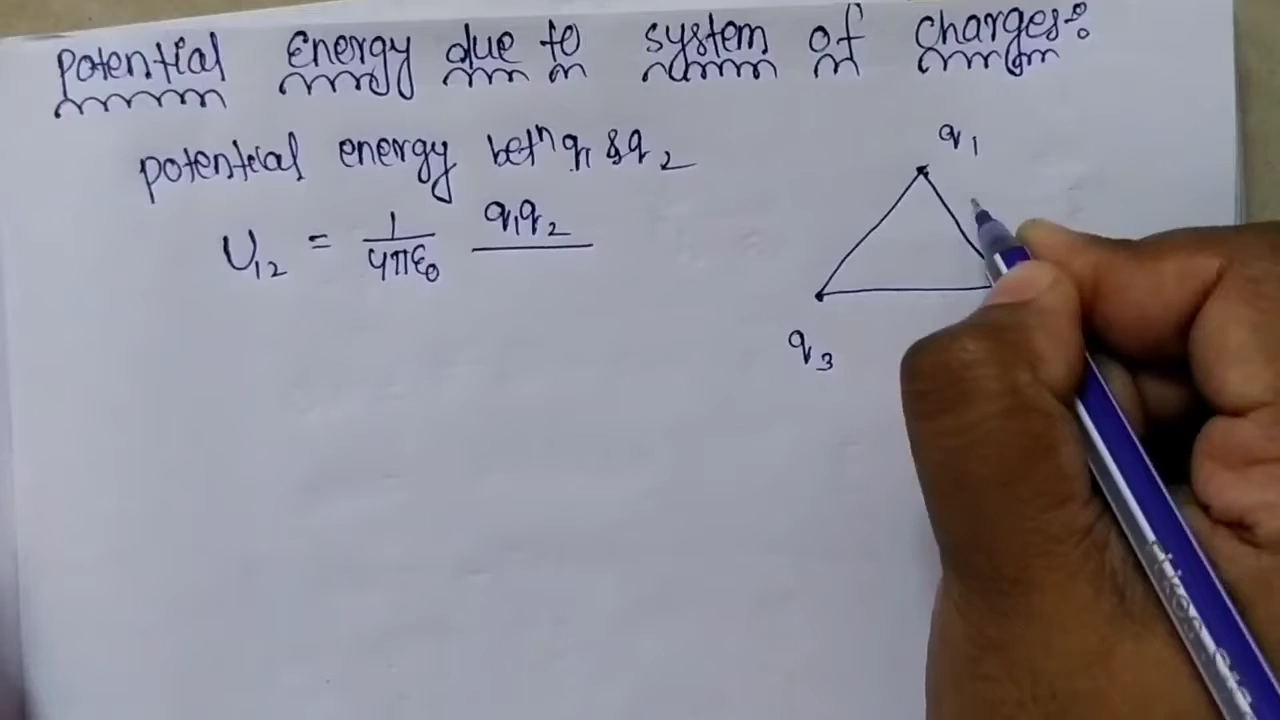 Potential Energy due to system of charges:
potential energy betⁿ q₁ & q₂
U₁₂ = 1/4πε₀ q₁q₂
q₁
q₃